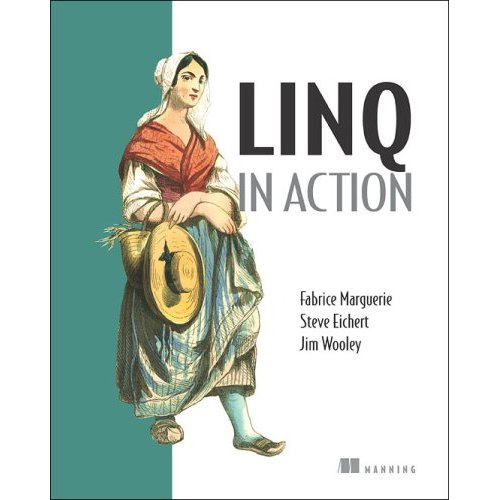 LINQ
IN ACTION
Fabrice Marguerie
Steve Eichert
Jim Wooley
MANNING